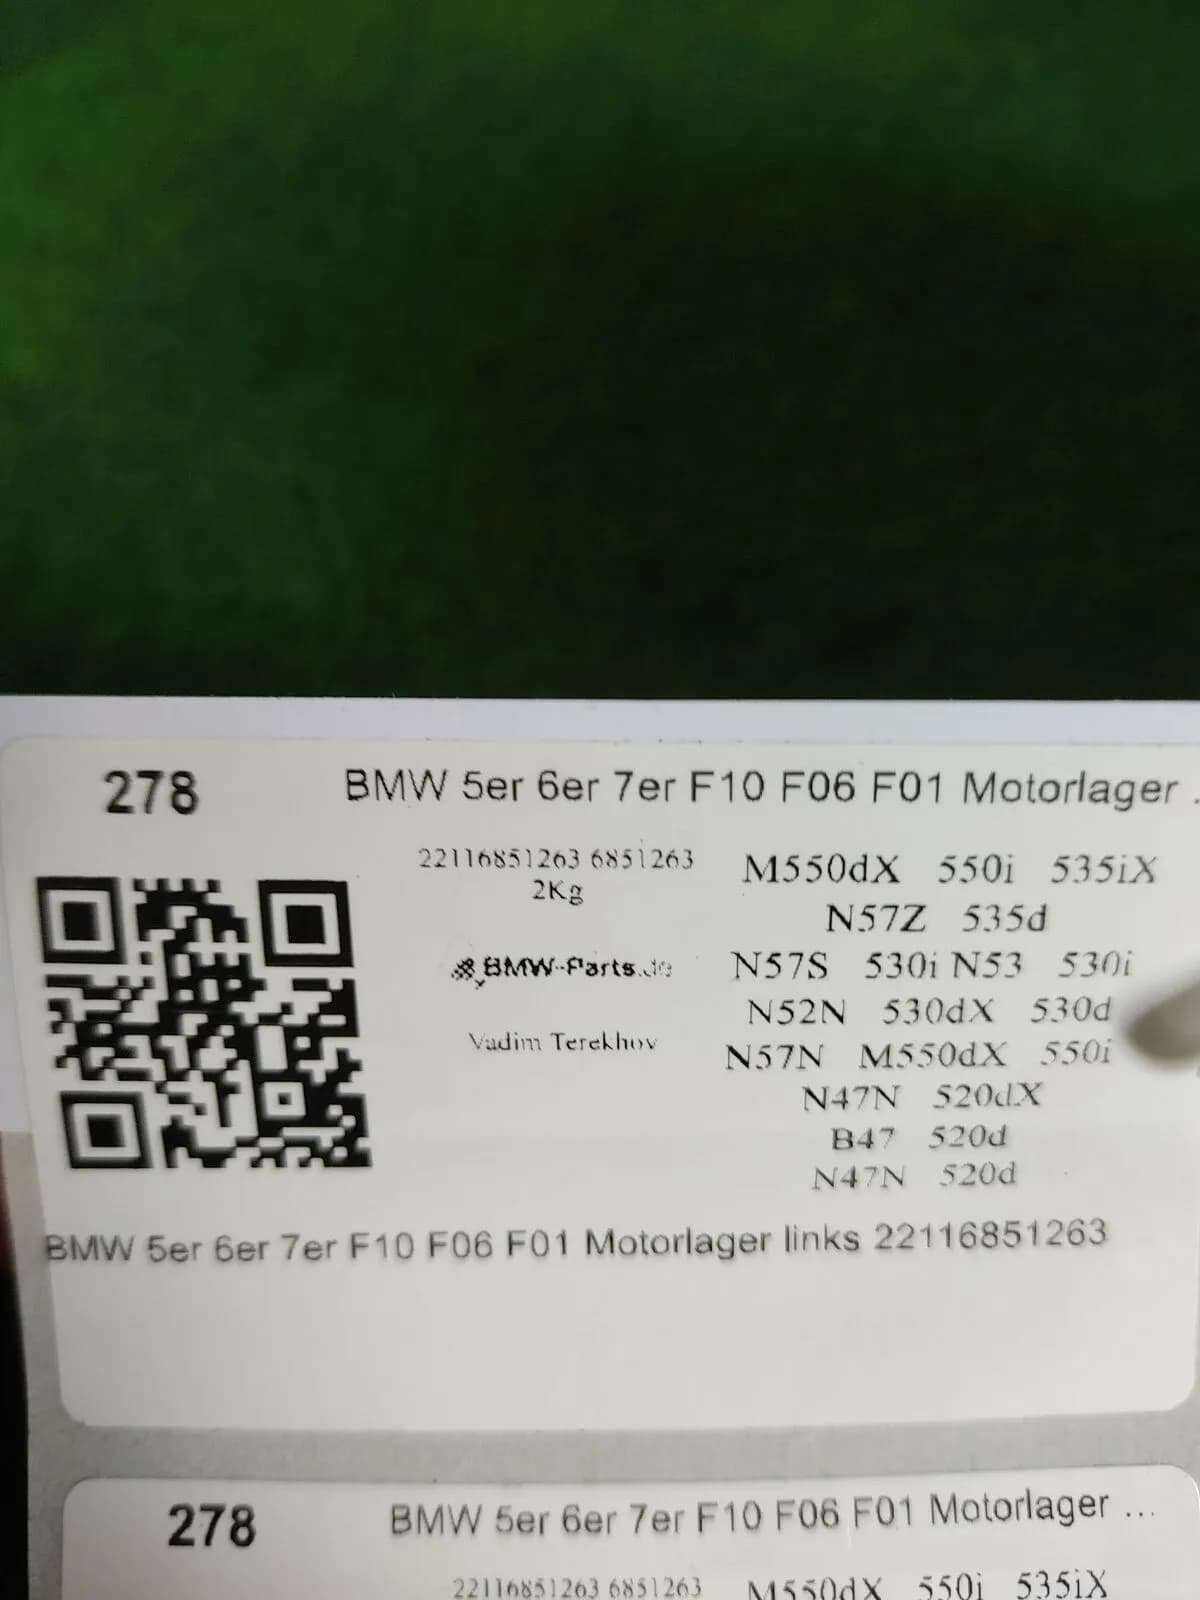 278
BMW 5er 6er 7er F10 F06 F01 Motorlager .
22116851263 6851263
2Kg
BMW-Parts.de
Vadim Terekhov
M550dX 550i 535iX
N57Z 535d
N57S 530i N53 530i
N52N 530dX 530d
N57N M550dX 550i
N47N 520dX
B47 520d
N47N 520d
BMW 5er 6er 7er F10 F06 F01 Motorlager links 22116851263
278
BMW 5er 6er 7er F10 F06 F01 Motorlager ...
22116851263 6851263
M550dX 550i 535iX